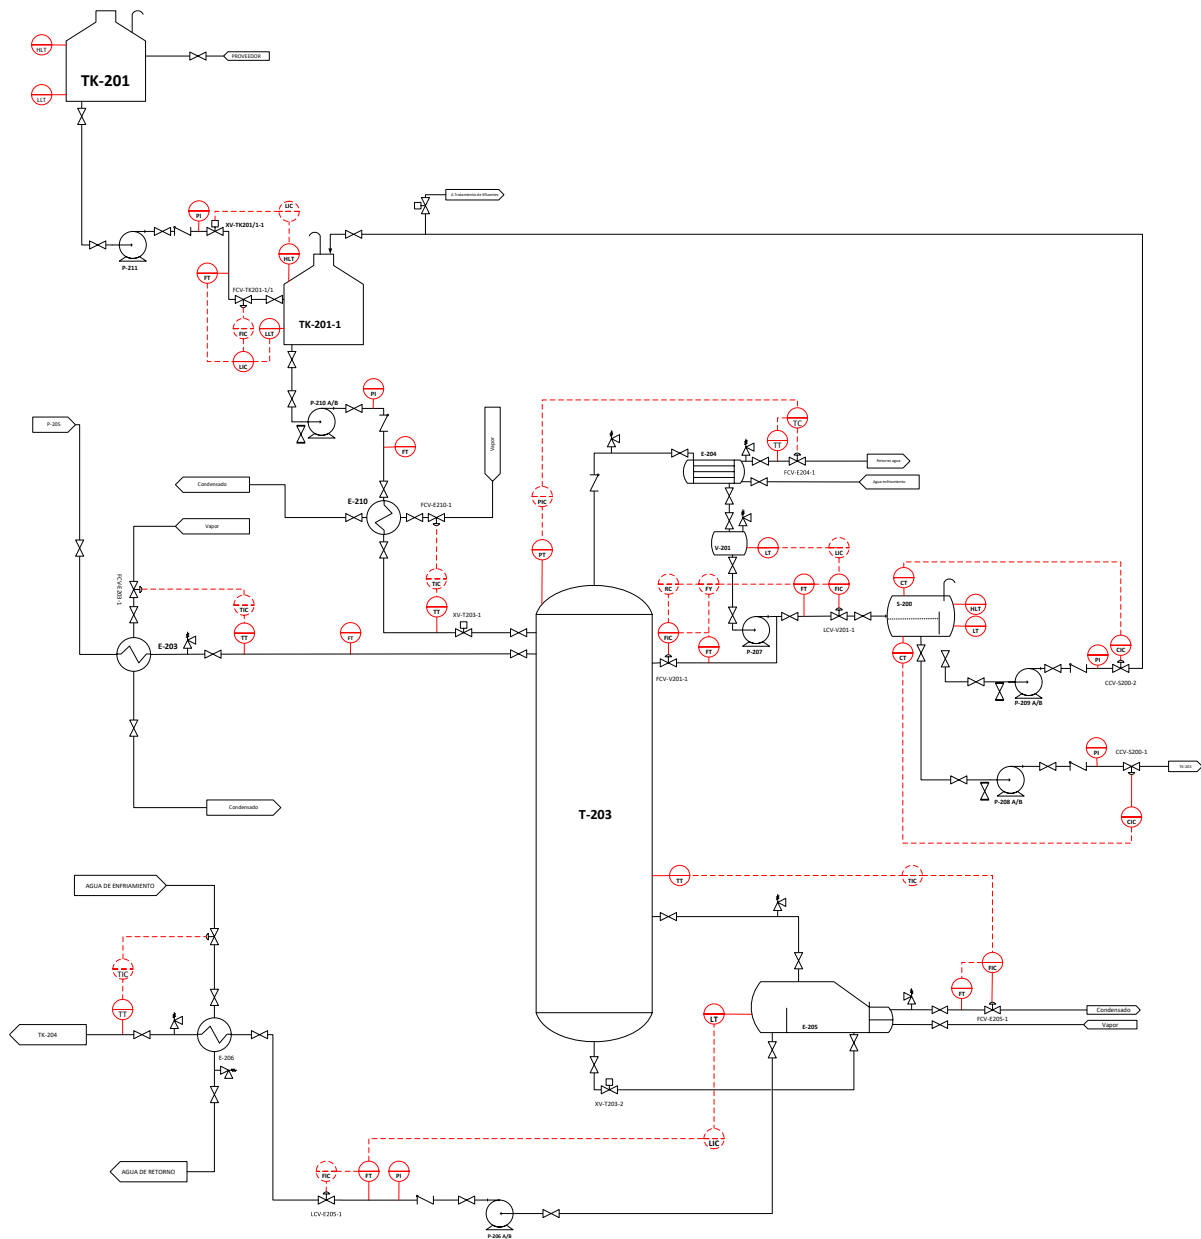 HLT
PROVEEDOR
TK-201
LLT
A Tratamiento de Efluentes
LIC
PI
XV-TK201/1-1
P-211
HLT
FT
FCV-TK201-1/1
TK-201-1
FIC
LLT
LIC
PI
P-210 A/B
P-205
FT
Vapor
TC
TT
E-204
Retorno agua
FCV-E204-1
Condensado
Agua enfriamiento
E-210
FCV-E210-1
PIC
Vapor
V-201
LT
LIC
PT
FCV-E203-1
TIC
TIC
RC
FY
FT
FIC
CT
S-200
HLT
TT
XV-T203-1
LCV-V201-1
LT
TT
FT
FIC
FT
P-207
E-203
CT
CIC
PI
FCV-V201-1
CCV-S200-2
P-209 A/B
PI
CCV-S200-1
TK-203
P-208 A/B
Condensado
T-203
CIC
AGUA DE ENFRIAMIENTO
TT
TIC
TIC
FIC
FT
TT
LT
E-205
Condensado
FCV-E205-1
Vapor
TK-204
E-206
XV-T203-2
LIC
AGUA DE RETORNO
FIC
FT
PI
LCV-E205-1
P-206 A/B